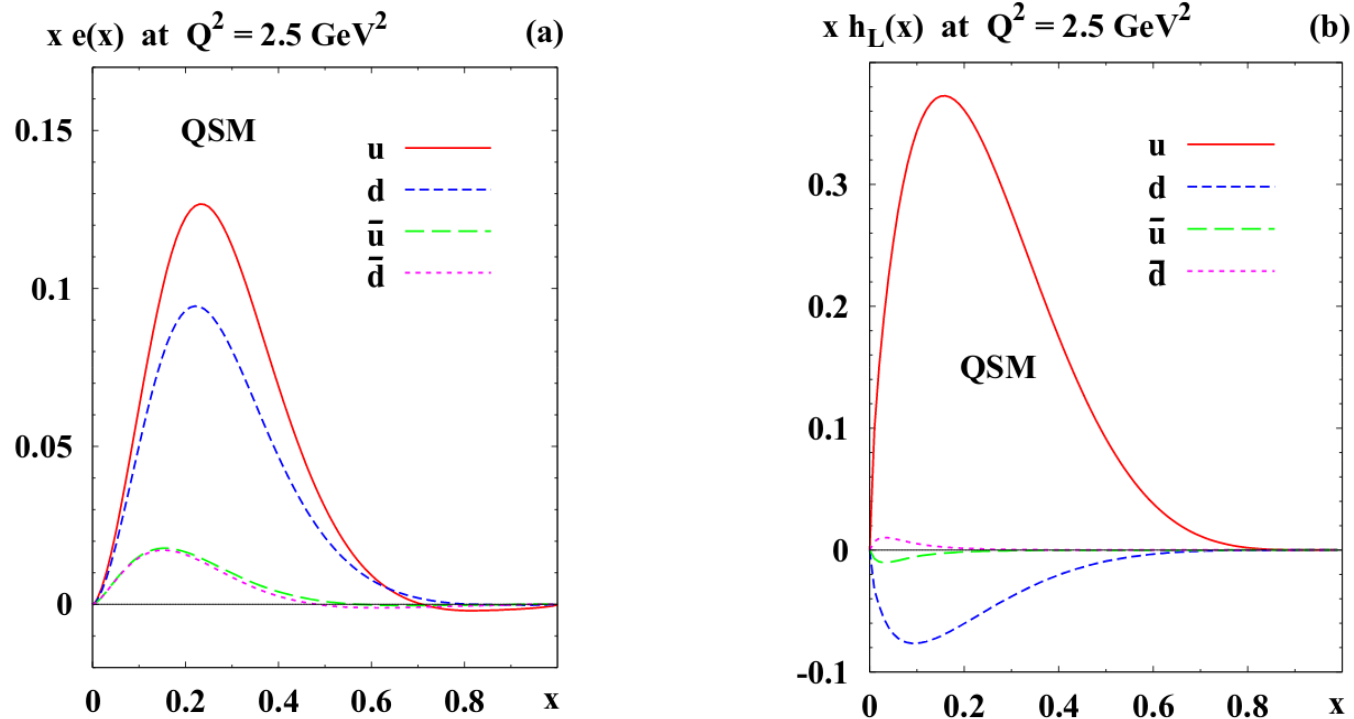 x e(x) at Q² = 2.5 GeV² (a)
QSM
u
d
ū
d̄
0.15
0.1
0.05
0
0 0.2 0.4 0.6 0.8 x
x h_L(x) at Q² = 2.5 GeV² (b)
u
d
ū
d̄
QSM
0.3
0.2
0.1
0
-0.1
0 0.2 0.4 0.6 0.8 x